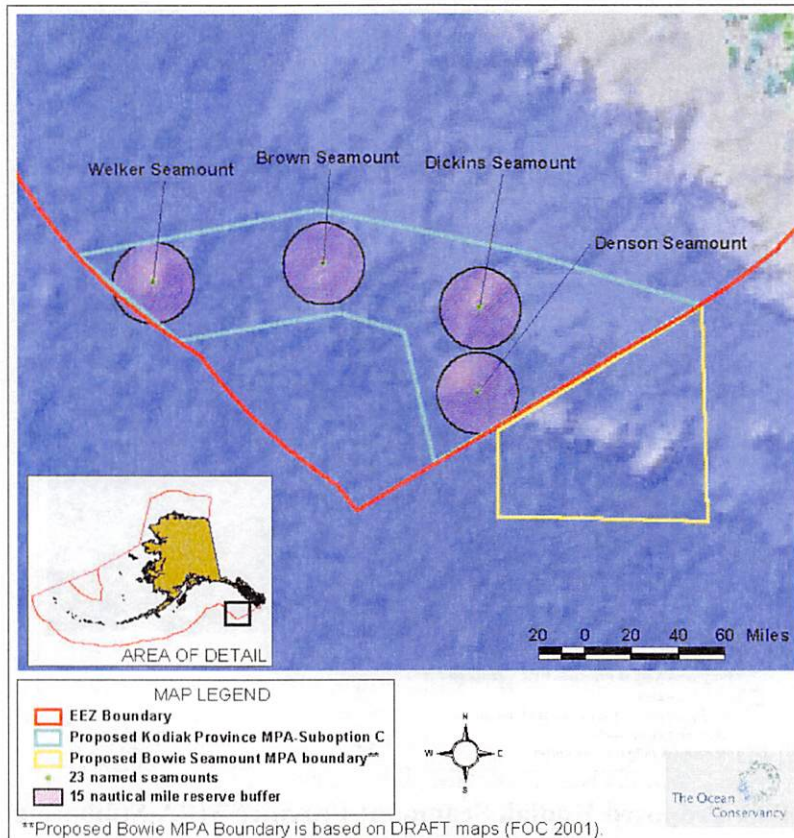 Welker Seamount
Brown Seamount
Dickins Seamount
Denson Seamount
AREA OF DETAIL
20 0 20 40 60 Miles
MAP LEGEND
EEZ Boundary
Proposed Kodiak Province MPA-Suboption C
Proposed Bowie Seamount MPA boundary**
23 named seamounts
15 nautical mile reserve buffer
N
W E
S
The Ocean
Conservancy
**Proposed Bowie MPA Boundary is based on DRAFT maps (FOC 2001).